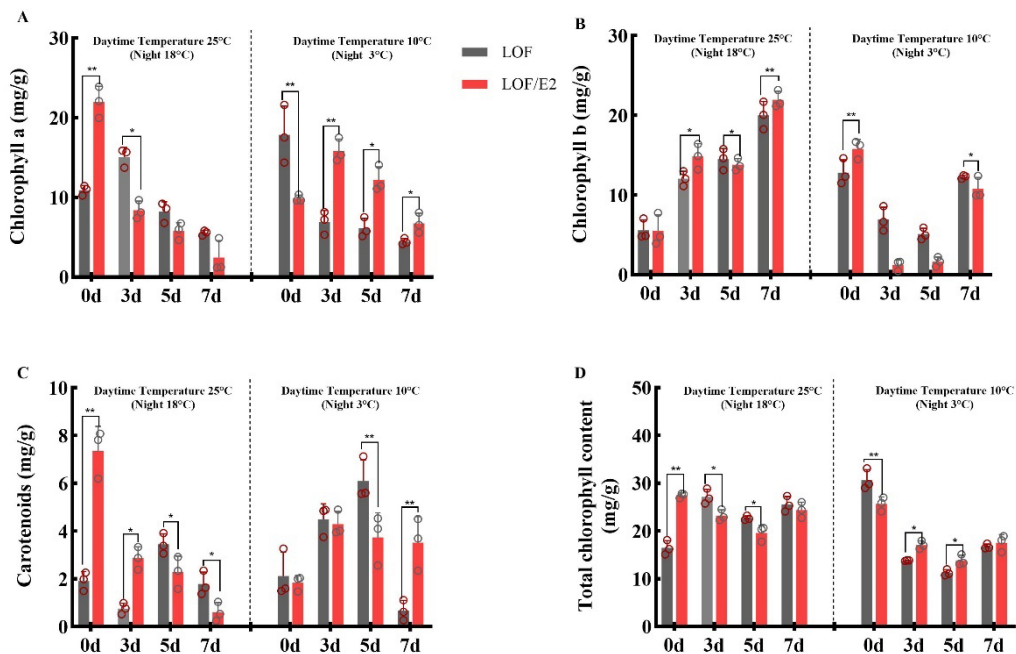 A
Daytime Temperature 25°C
(Night 18°C)
Daytime Temperature 10°C
(Night 3°C)
Chlorophyll a (mg/g)
30
20
10
0
**
*
**
**
*
*
0d 3d 5d 7d 0d 3d 5d 7d
LOF
LOF/E2
B
Daytime Temperature 25°C
(Night 18°C)
Daytime Temperature 10°C
(Night 3°C)
Chlorophyll b (mg/g)
30
20
10
0
*
*
**
**
*
0d 3d 5d 7d 0d 3d 5d 7d
C
Daytime Temperature 25°C
(Night 18°C)
Daytime Temperature 10°C
(Night 3°C)
Carotenoids (mg/g)
10
8
6
4
2
0
**
*
*
*
**
**
0d 3d 5d 7d 0d 3d 5d 7d
D
Daytime Temperature 25°C
(Night 18°C)
Daytime Temperature 10°C
(Night 3°C)
Total chlorophyll content
(mg/g)
50
40
30
20
10
0
**
*
*
**
*
*
0d 3d 5d 7d 0d 3d 5d 7d